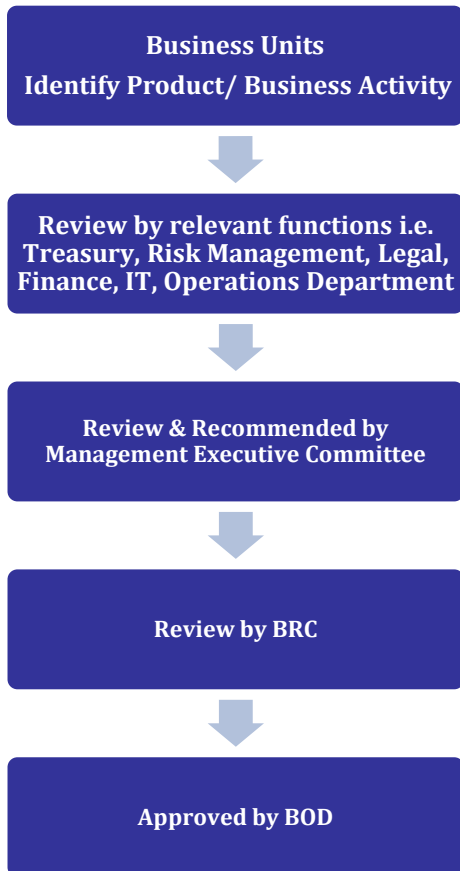 Business Units
Identify Product/ Business Activity
Review by relevant functions i.e.
Treasury, Risk Management, Legal,
Finance, IT, Operations Department
Review & Recommended by
Management Executive Committee
Review by BRC
Approved by BOD